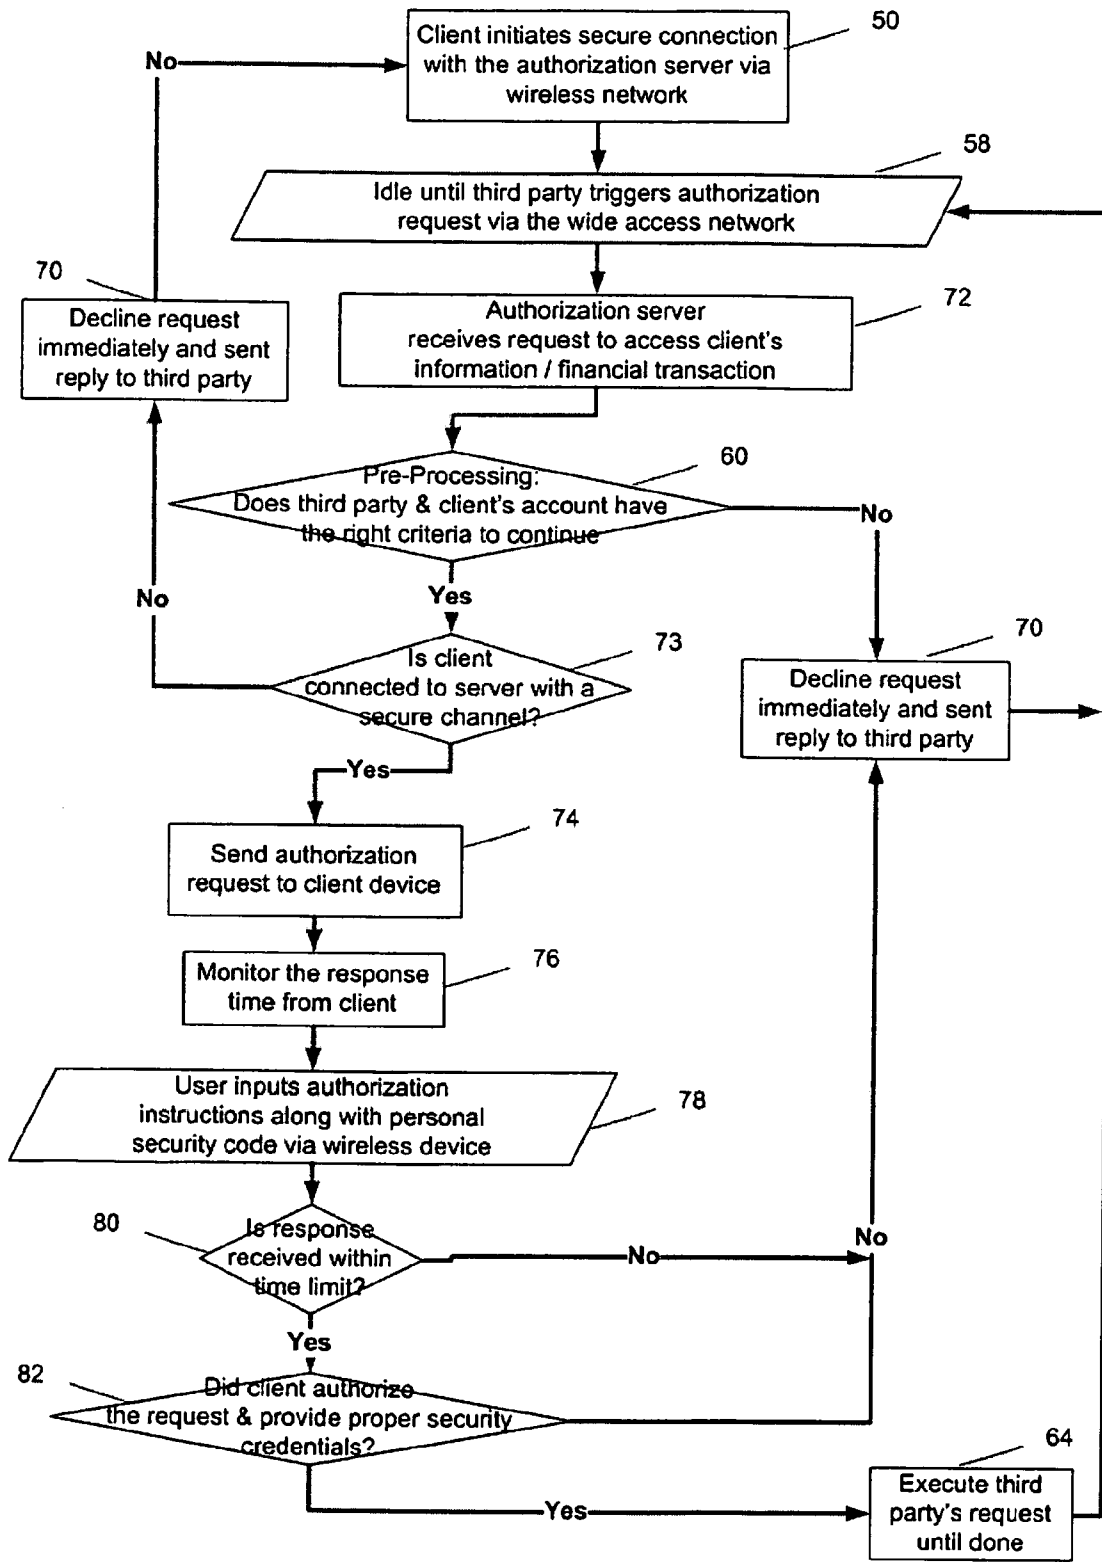 50
Client initiates secure connection
with the authorization server via
wireless network
No
58
Idle until third party triggers authorization
request via the wide access network
70
Decline request
immediately and sent
reply to third party
72
Authorization server
receives request to access client's
information / financial transaction
60
Pre-Processing:
Does third party & client's account have
the right criteria to continue
No
No
Yes
73
Is client
connected to server with a
secure channel?
70
Decline request
immediately and sent
reply to third party
Yes
74
Send authorization
request to client device
76
Monitor the response
time from client
78
User inputs authorization
instructions along with personal
security code via wireless device
80
Is response
received within
time limit?
No
No
Yes
82
Did client authorize
the request & provide proper security
credentials?
64
Execute third
party's request
until done
Yes